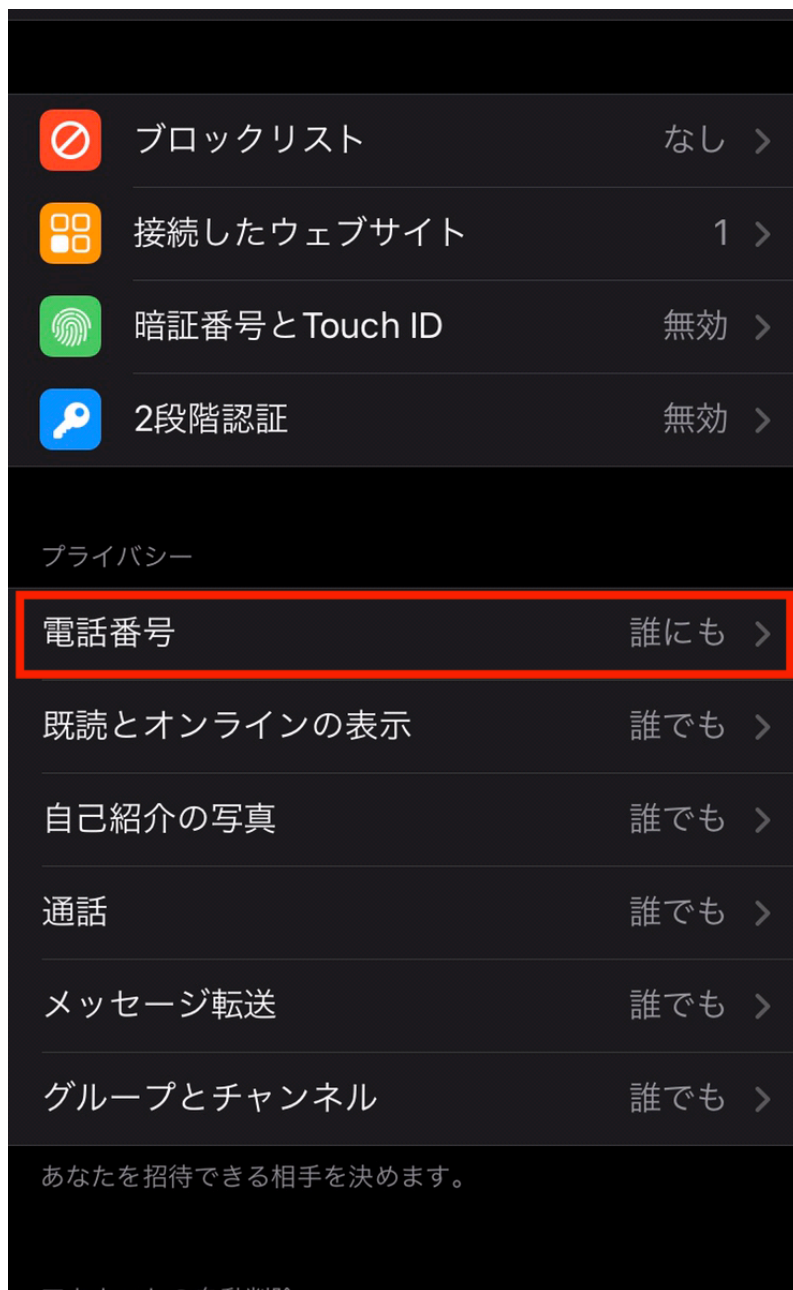 ブロックリスト なし
接続したウェブサイト 1
暗証番号とTouch ID 無効
2段階認証 無効
プライバシー
電話番号 誰にも
既読とオンラインの表示 誰でも
自己紹介の写真 誰でも
通話 誰でも
メッセージ転送 誰でも
グループとチャンネル 誰でも
あなたを招待できる相手を決めます。